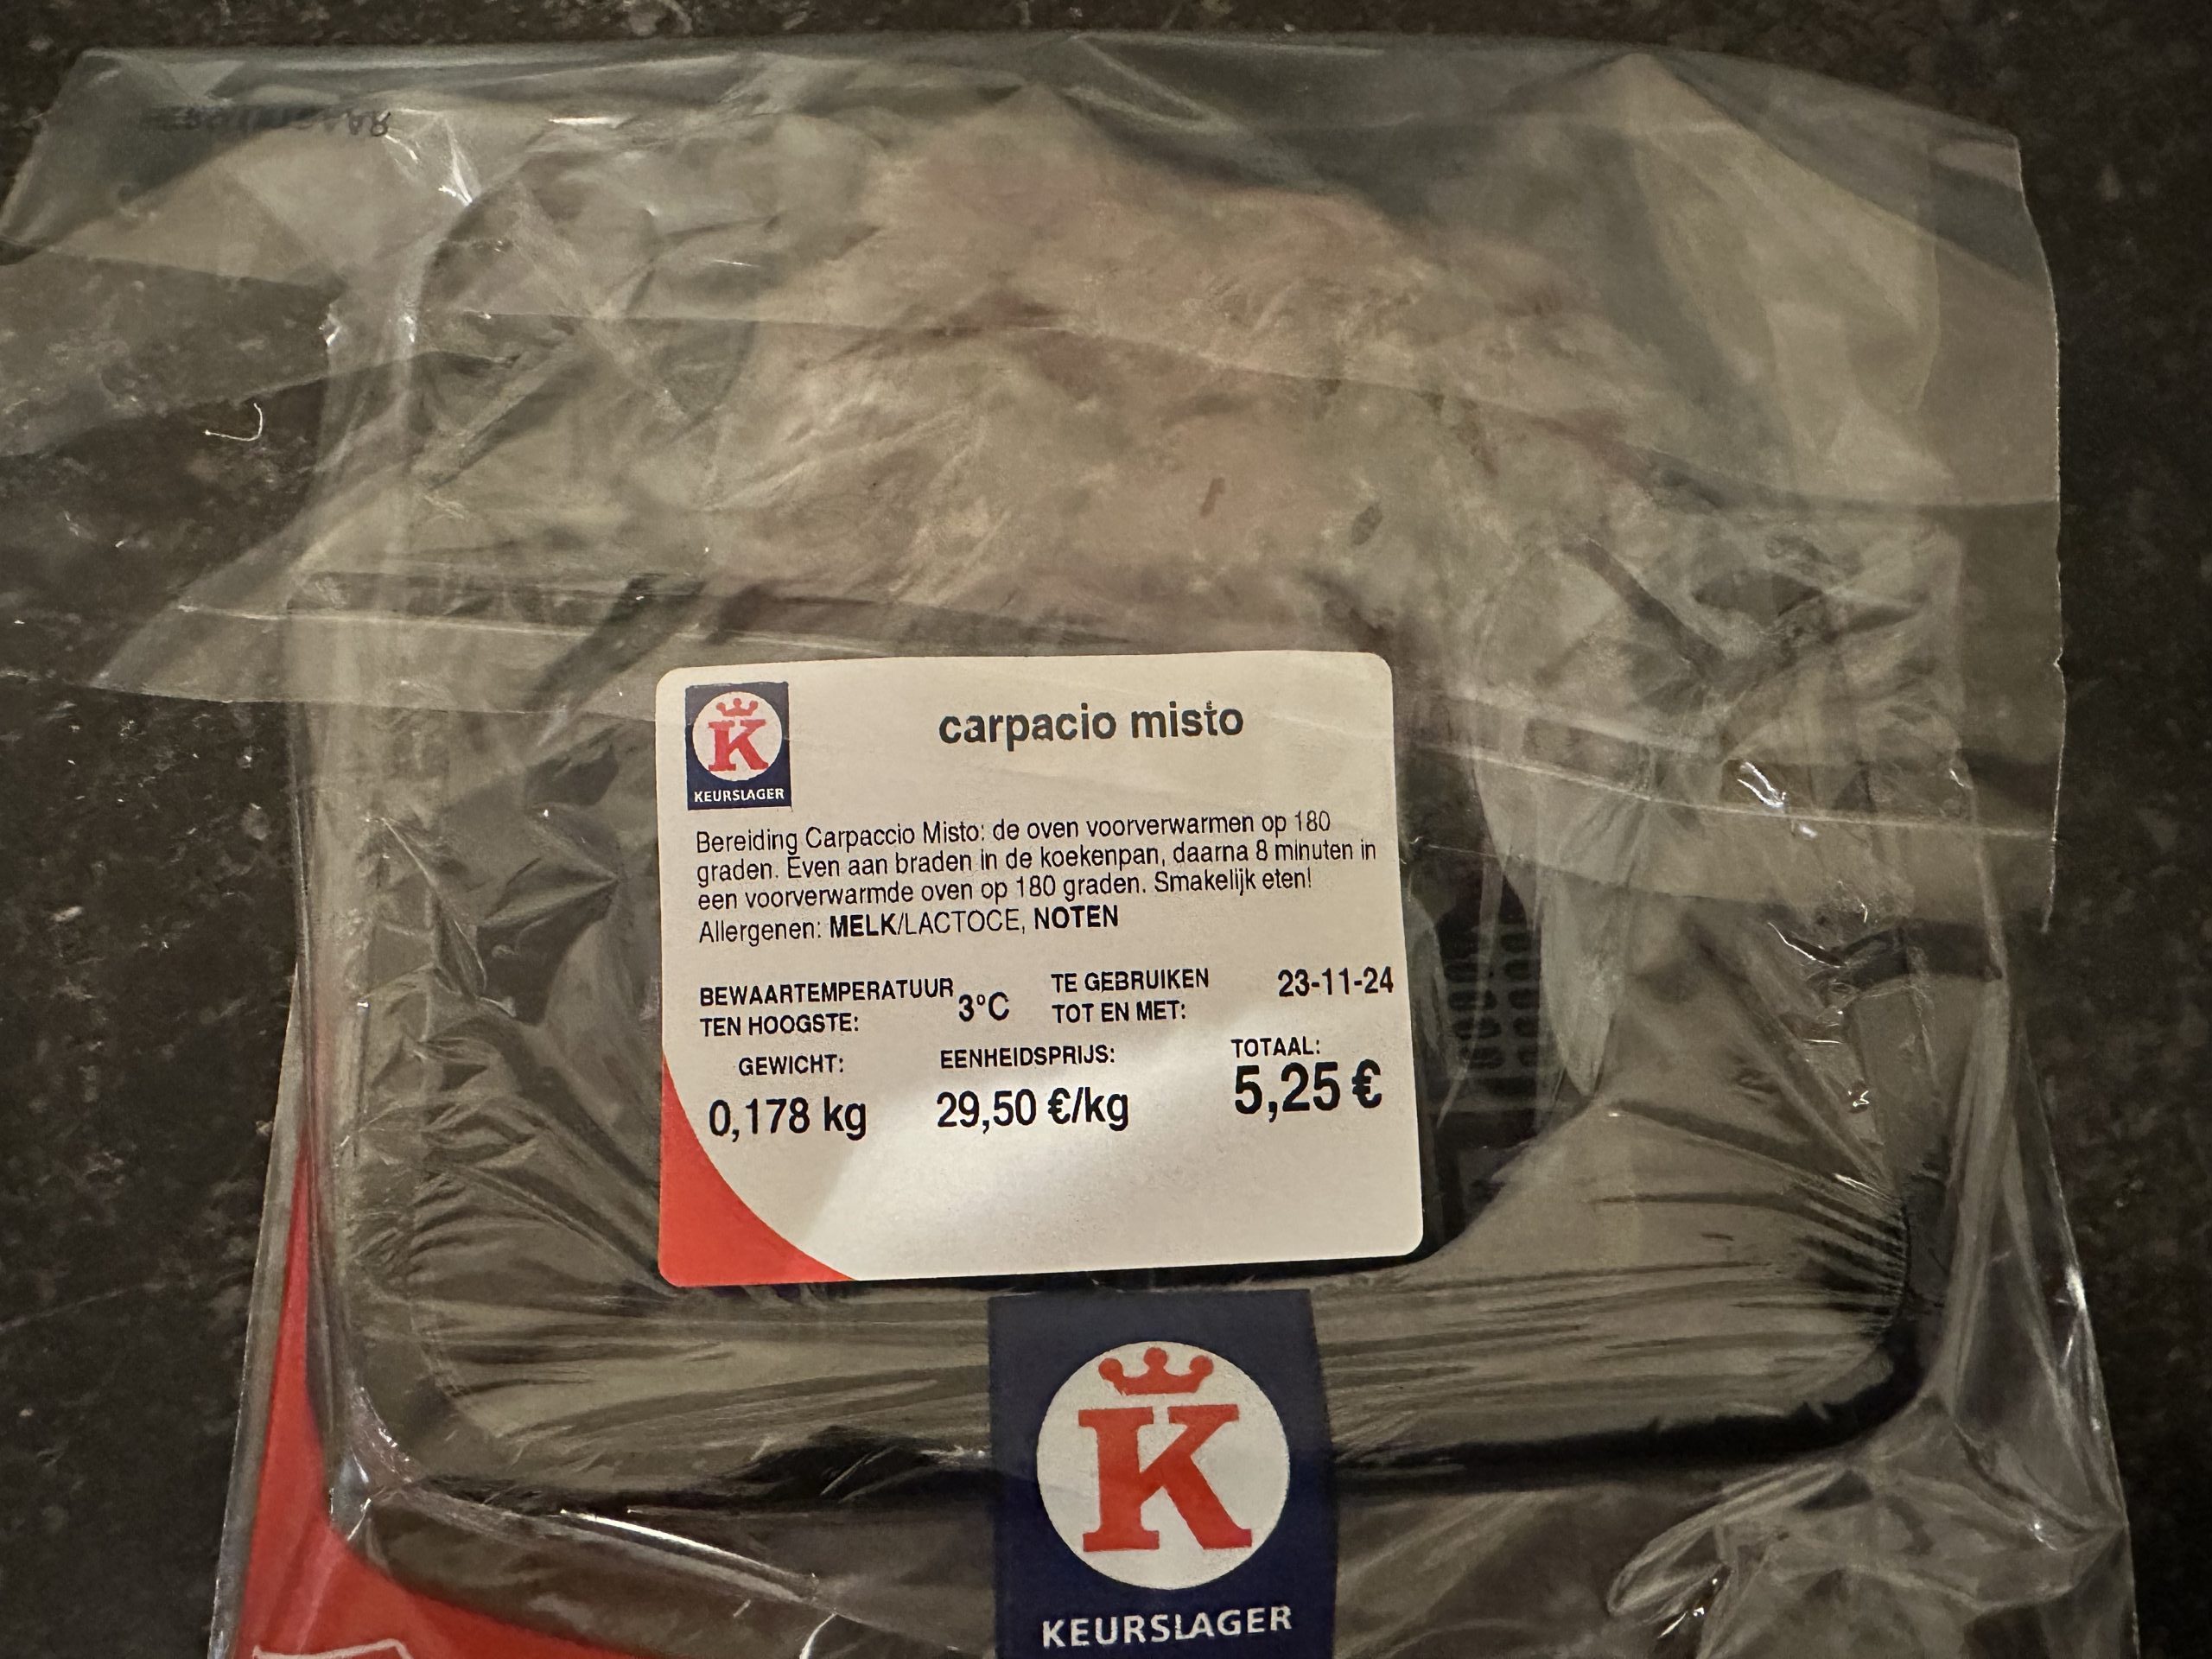 carpacio misto
K
KEURSLAGER
Bereiding Carpaccio Misto: de oven voorverwarmen op 180
graden. Even aan braden in de koekenpan, daarna 8 minuten in
een voorverwarmde oven op 180 graden. Smakelijk eten!
Allergenen: MELK/LACTOCE, NOTEN
BEWAARTEMPERATUUR
TEN HOOGSTE:
3°C
TE GEBRUIKEN
TOT EN MET:
23-11-24
GEWICHT:
0,178 kg
EENHEIDSPRIJS:
29,50 €/kg
TOTAAL:
5,25 €
K
KEURSLAGER